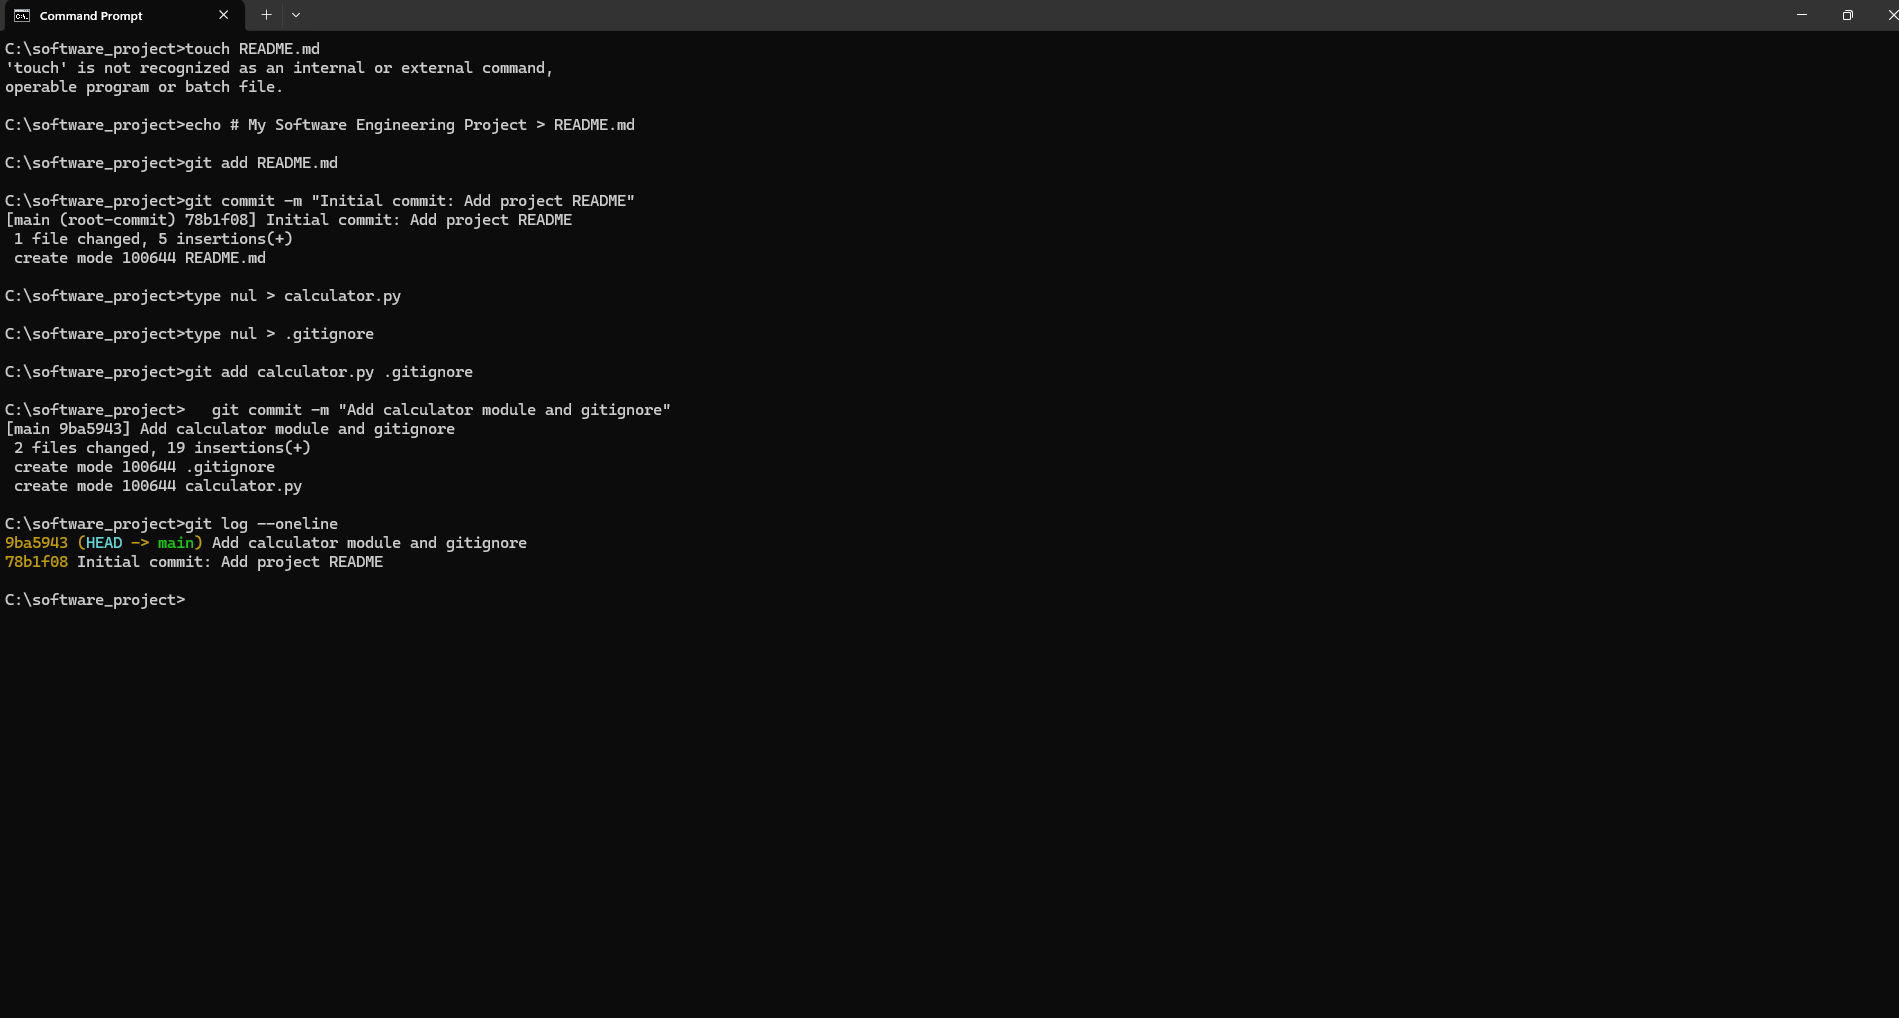 Command Prompt
C:\software_project>touch README.md
'touch' is not recognized as an internal or external command,
operable program or batch file.
C:\software_project>echo # My Software Engineering Project > README.md
C:\software_project>git add README.md
C:\software_project>git commit -m "Initial commit: Add project README"
[main (root-commit) 78b1f08] Initial commit: Add project README
 1 file changed, 5 insertions(+)
 create mode 100644 README.md
C:\software_project>type nul > calculator.py
C:\software_project>type nul > .gitignore
C:\software_project>git add calculator.py .gitignore
C:\software_project>   git commit -m "Add calculator module and gitignore"
[main 9ba5943] Add calculator module and gitignore
 2 files changed, 19 insertions(+)
 create mode 100644 .gitignore
 create mode 100644 calculator.py
C:\software_project>git log --oneline
9ba5943 (HEAD -> main) Add calculator module and gitignore
78b1f08 Initial commit: Add project README
C:\software_project>